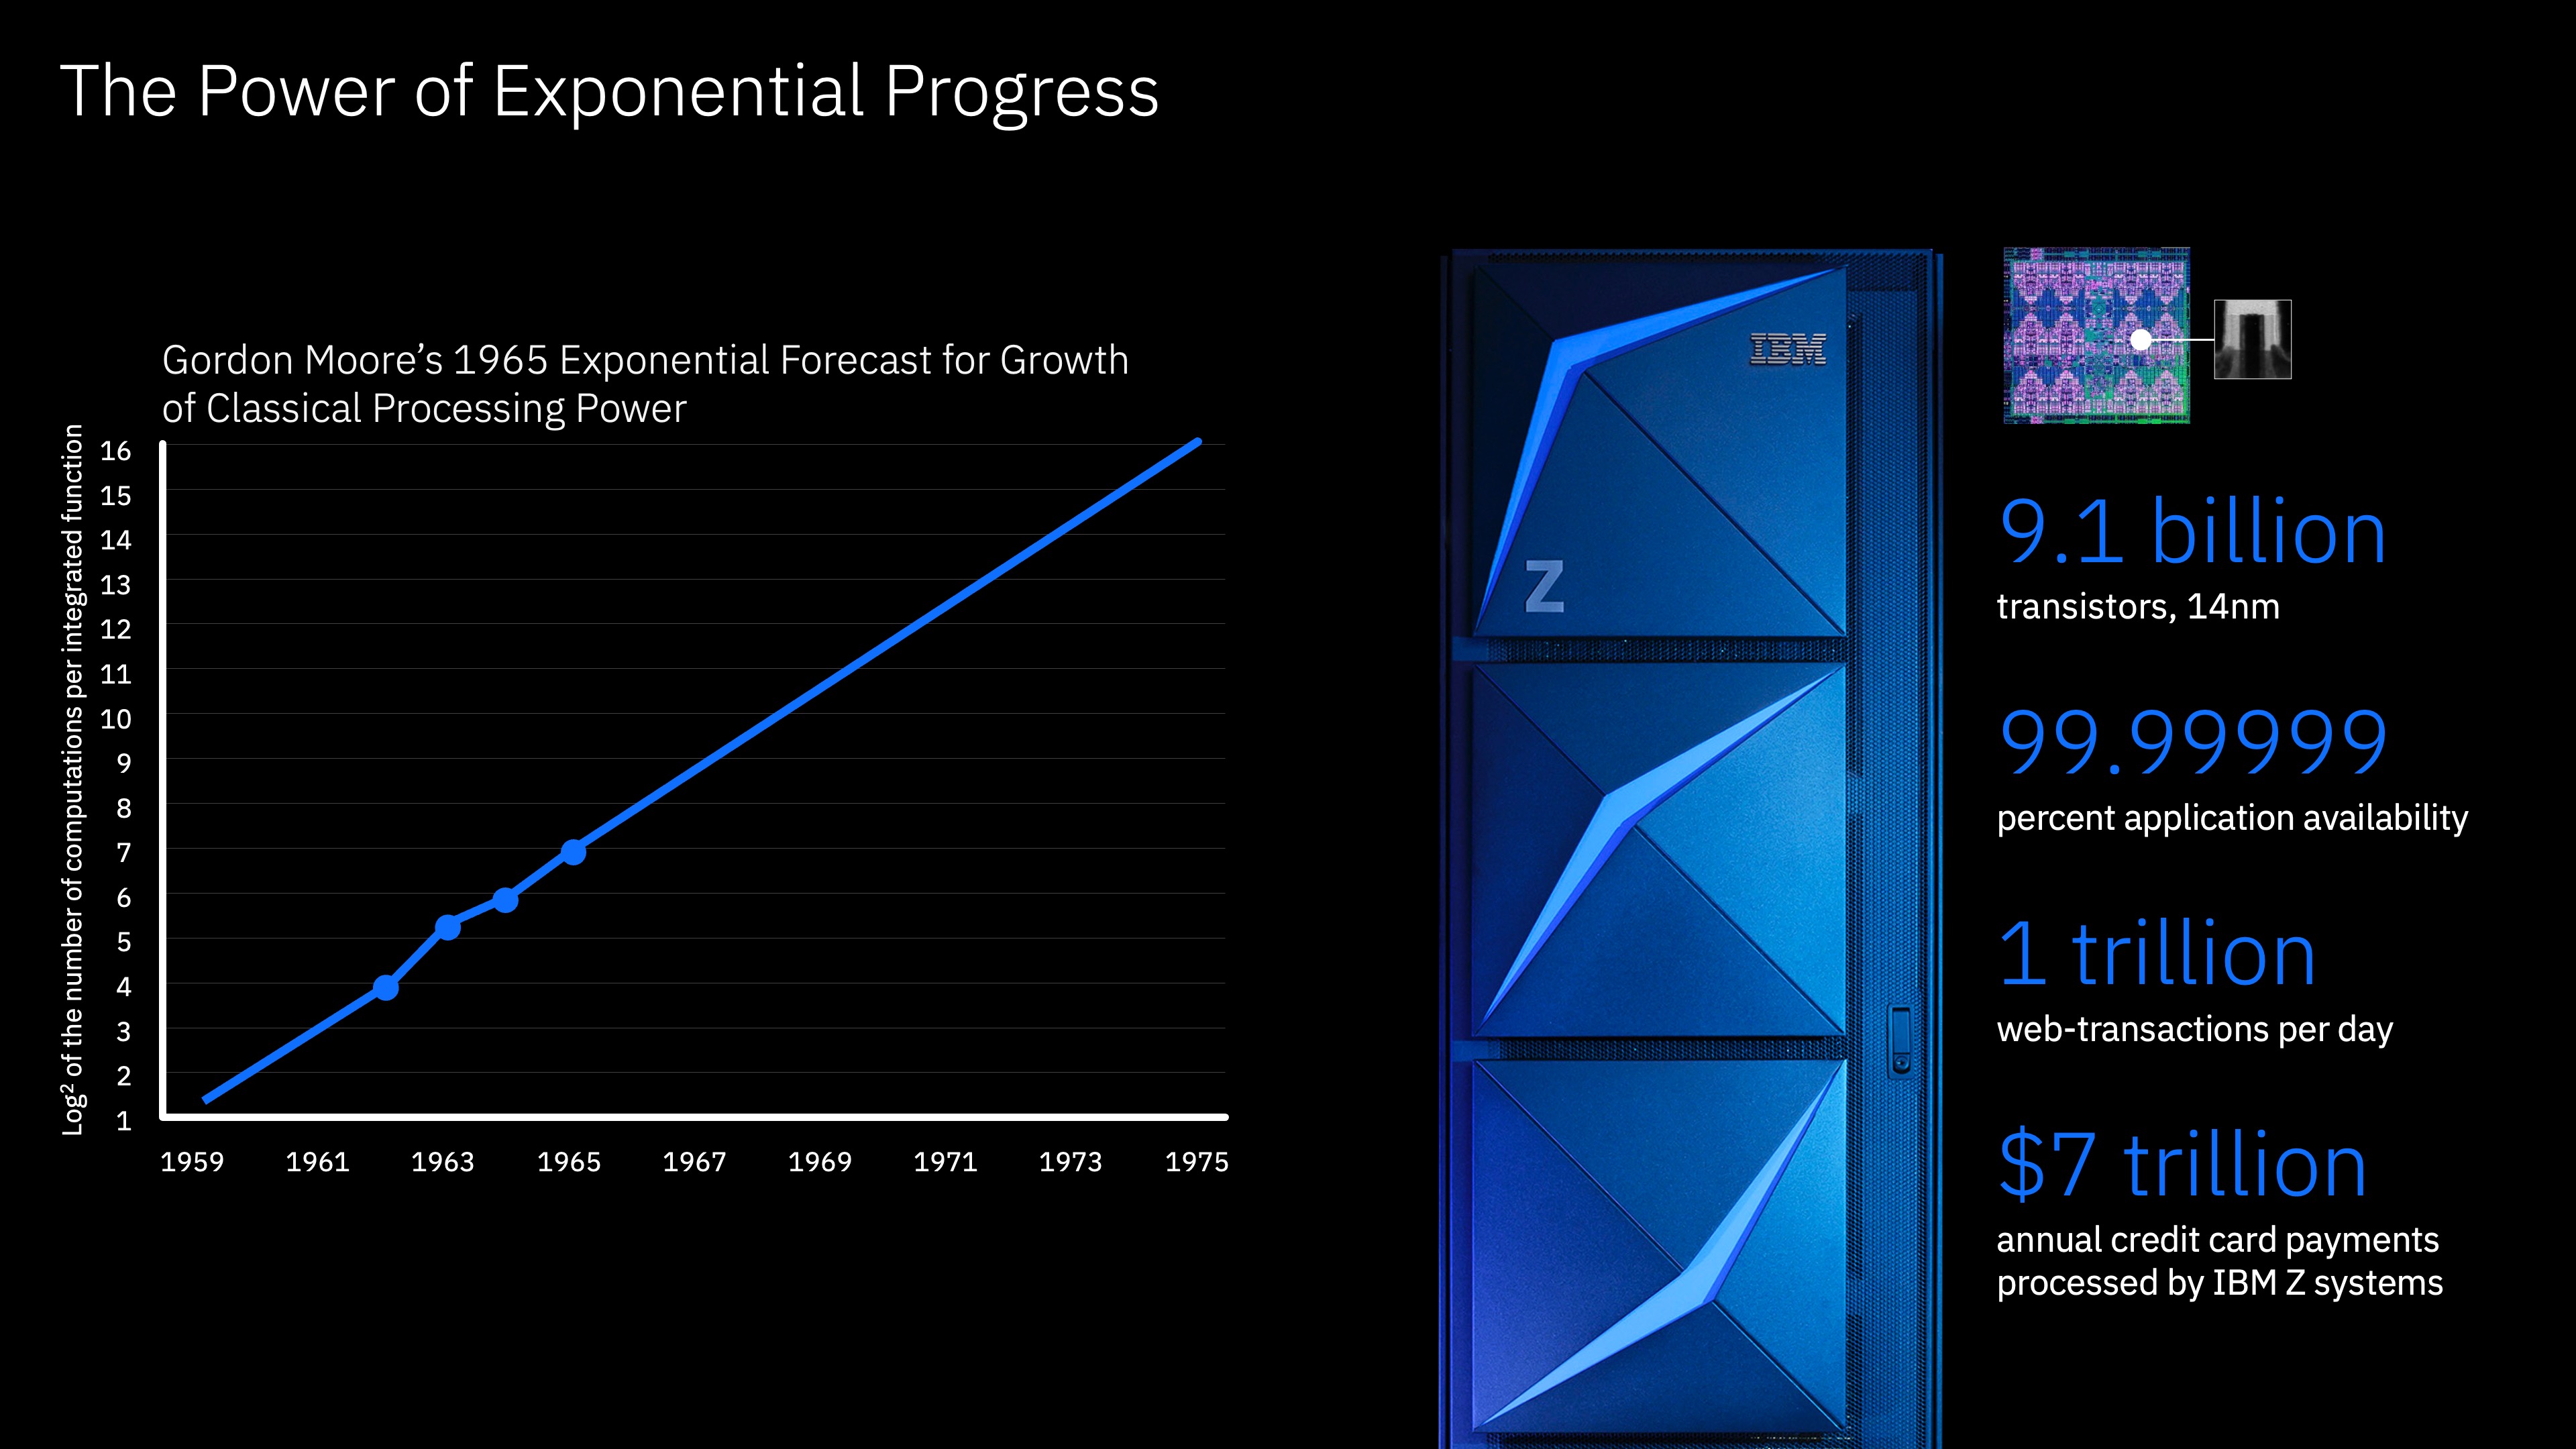 The Power of Exponential Progress
Gordon Moore’s 1965 Exponential Forecast for Growth
of Classical Processing Power
Log² of the number of computations per integrated function
16
15
14
13
12
11
10
9
8
7
6
5
4
3
2
1
1959 1961 1963 1965 1967 1969 1971 1973 1975
IBM
Z
9.1 billion
transistors, 14nm
99.99999
percent application availability
1 trillion
web-transactions per day
$7 trillion
annual credit card payments
processed by IBM Z systems